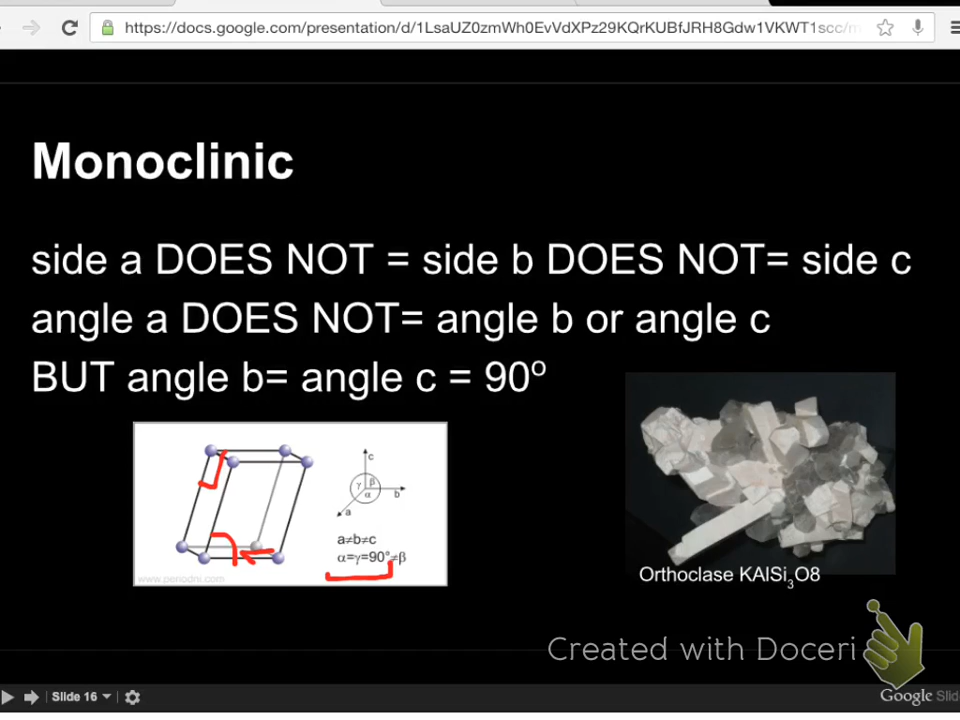 https://docs.google.com/presentation/d/1LsaUZ0zmWh0EvVdXPz29KQrKUBfJRH8Gdw1VKWT1scc/m
Monoclinic
side a DOES NOT = side b DOES NOT= side c
angle a DOES NOT= angle b or angle c
BUT angle b= angle c = 90º
c
γ β
α b
a
a≠b≠c
α=γ=90°≠β
www.periodni.com
Orthoclase KAlSi3O8
Created with Doceri
Slide 16
Google Slid